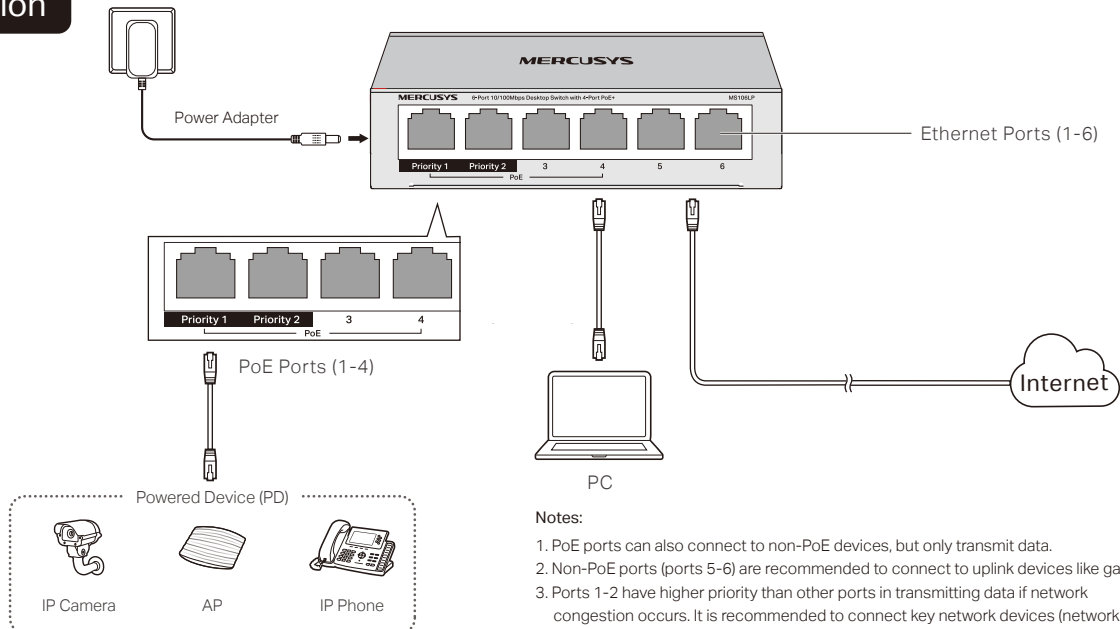 ion
MERCUSYS
MERCUSYS 6-Port 10/100Mbps Desktop Switch with 4-Port PoE+ MS106LP
Power Adapter
Ethernet Ports (1-6)
Priority 1 Priority 2 3 4 5 6
PoE
Priority 1 Priority 2 3 4
PoE
PoE Ports (1-4)
Internet
PC
Powered Device (PD)
IP Camera AP IP Phone
Notes:
1. PoE ports can also connect to non-PoE devices, but only transmit data.
2. Non-PoE ports (ports 5-6) are recommended to connect to uplink devices like ga
3. Ports 1-2 have higher priority than other ports in transmitting data if network
congestion occurs. It is recommended to connect key network devices (network